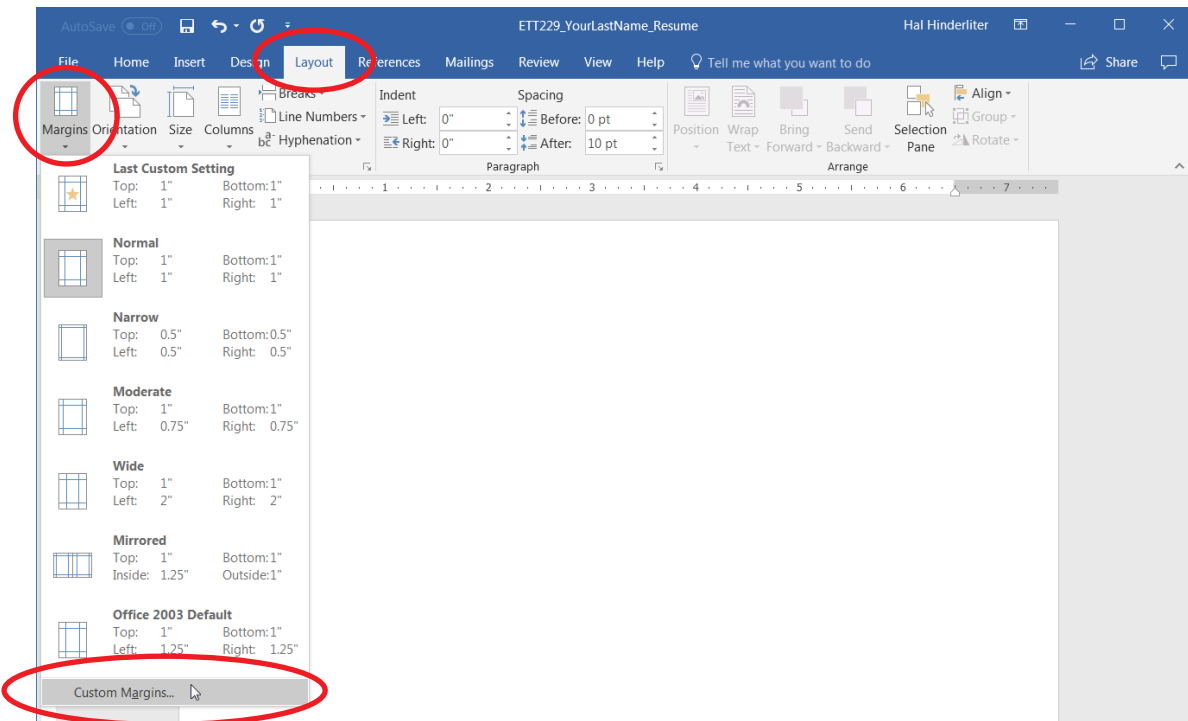 AutoSave Off ETT229_YourLastName_Resume Hal Hinderliter
File Home Insert Design Layout References Mailings Review View Help Tell me what you want to do Share
Margins Orientation Size Columns
Breaks
Line Numbers
Hyphenation
Indent
Left: 0"
Right: 0"
Spacing
Before: 0 pt
After: 10 pt
Paragraph
Position Wrap Text Bring Forward Send Backward Selection Pane
Align
Group
Rotate
Arrange
1 2 3 4 5 6 7
Last Custom Setting
Top: 1" Bottom: 1"
Left: 1" Right: 1"
Normal
Top: 1" Bottom: 1"
Left: 1" Right: 1"
Narrow
Top: 0.5" Bottom: 0.5"
Left: 0.5" Right: 0.5"
Moderate
Top: 1" Bottom: 1"
Left: 0.75" Right: 0.75"
Wide
Top: 1" Bottom: 1"
Left: 2" Right: 2"
Mirrored
Top: 1" Bottom: 1"
Inside: 1.25" Outside: 1"
Office 2003 Default
Top: 1" Bottom: 1"
Left: 1.25" Right: 1.25"
Custom Margins...